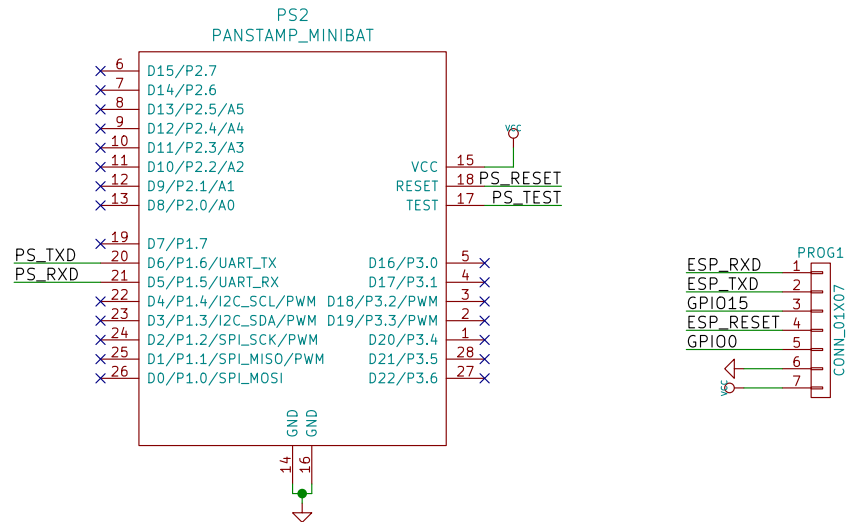 PS2
PANSTAMP_MINIBAT
6 D15/P2.7
7 D14/P2.6
8 D13/P2.5/A5
9 D12/P2.4/A4
10 D11/P2.3/A3
11 D10/P2.2/A2
12 D9/P2.1/A1
13 D8/P2.0/A0
19 D7/P1.7
PS_TXD 20 D6/P1.6/UART_TX
PS_RXD 21 D5/P1.5/UART_RX
22 D4/P1.4/I2C_SCL/PWM
23 D3/P1.3/I2C_SDA/PWM
24 D2/P1.2/SPI_SCK/PWM
25 D1/P1.1/SPI_MISO/PWM
26 D0/P1.0/SPI_MOSI
VCC
VCC 15
RESET 18 PS_RESET
TEST 17 PS_TEST
D16/P3.0 5
D17/P3.1 4
D18/P3.2/PWM 3
D19/P3.3/PWM 2
D20/P3.4 1
D21/P3.5 28
D22/P3.6 27
GND 14
GND 16
PROG1
CONN_01X07
ESP_RXD 1
ESP_TXD 2
GPIO15 3
ESP_RESET 4
GPIO0 5
6
VCC 7